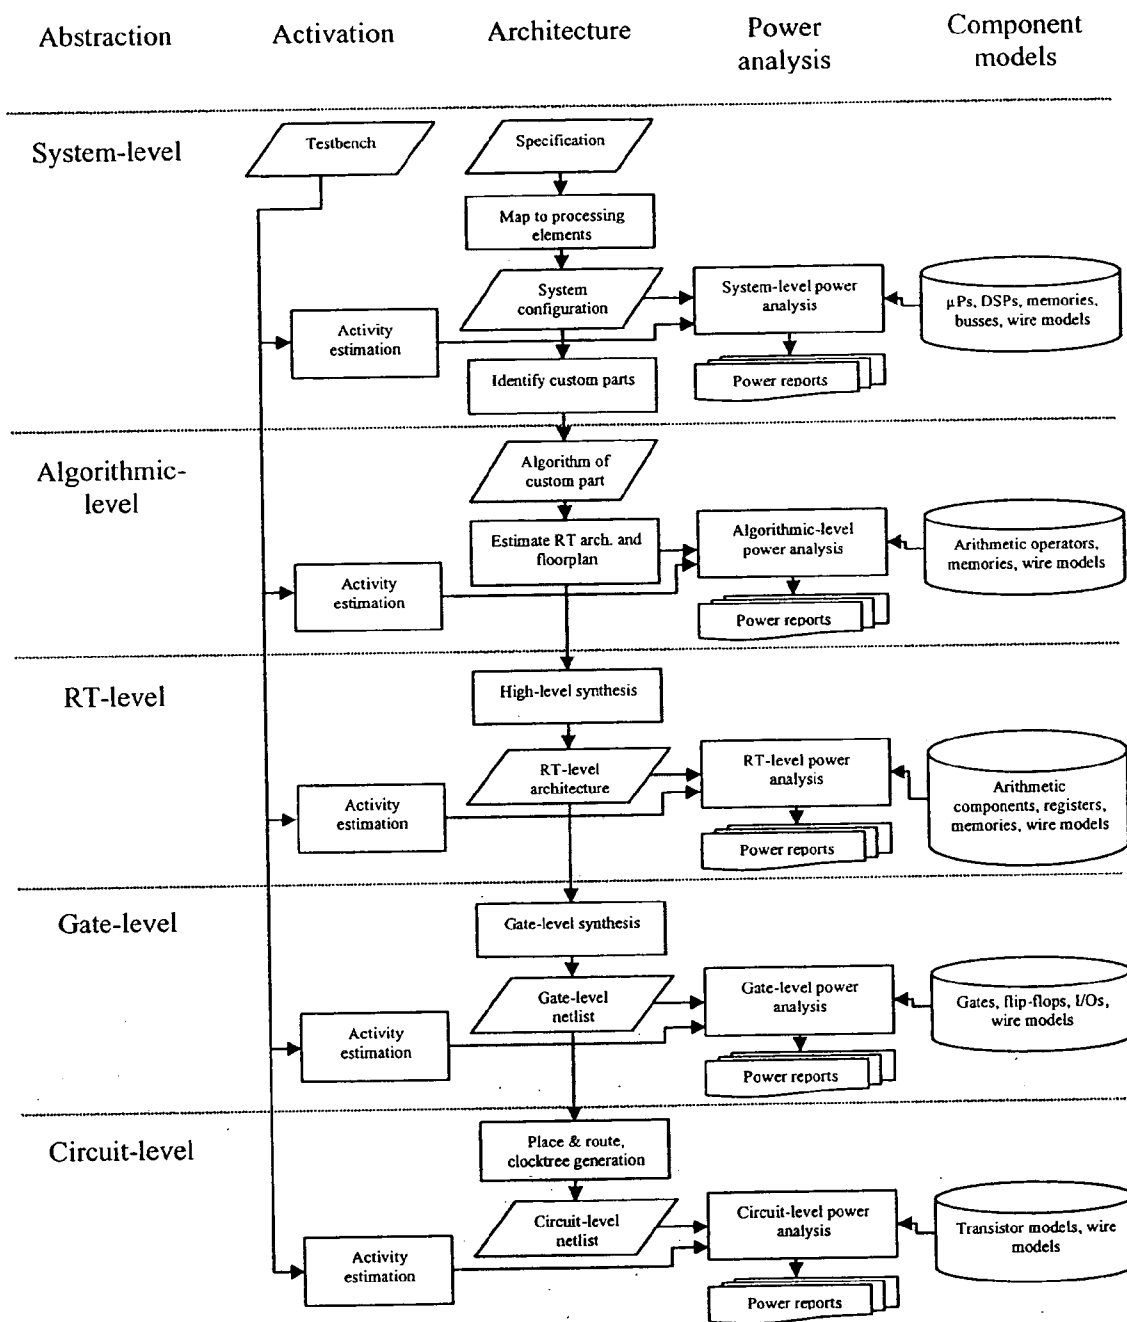 Abstraction
Activation
Architecture
Power
analysis
Component
models
System-level
Testbench
Specification
Map to processing
elements
System
configuration
System-level power
analysis
µPs, DSPs, memories,
busses, wire models
Activity
estimation
Identify custom parts
Power reports
Algorithmic-
level
Algorithm of
custom part
Estimate RT arch. and
floorplan
Algorithmic-level
power analysis
Arithmetic operators,
memories, wire models
Activity
estimation
Power reports
RT-level
High-level synthesis
RT-level
architecture
RT-level power
analysis
Arithmetic
components, registers,
memories, wire models
Activity
estimation
Power reports
Gate-level
Gate-level synthesis
Gate-level
netlist
Gate-level power
analysis
Gates, flip-flops, I/Os,
wire models
Activity
estimation
Power reports
Circuit-level
Place & route,
clocktree generation
Circuit-level
netlist
Circuit-level power
analysis
Transistor models, wire
models
Activity
estimation
Power reports